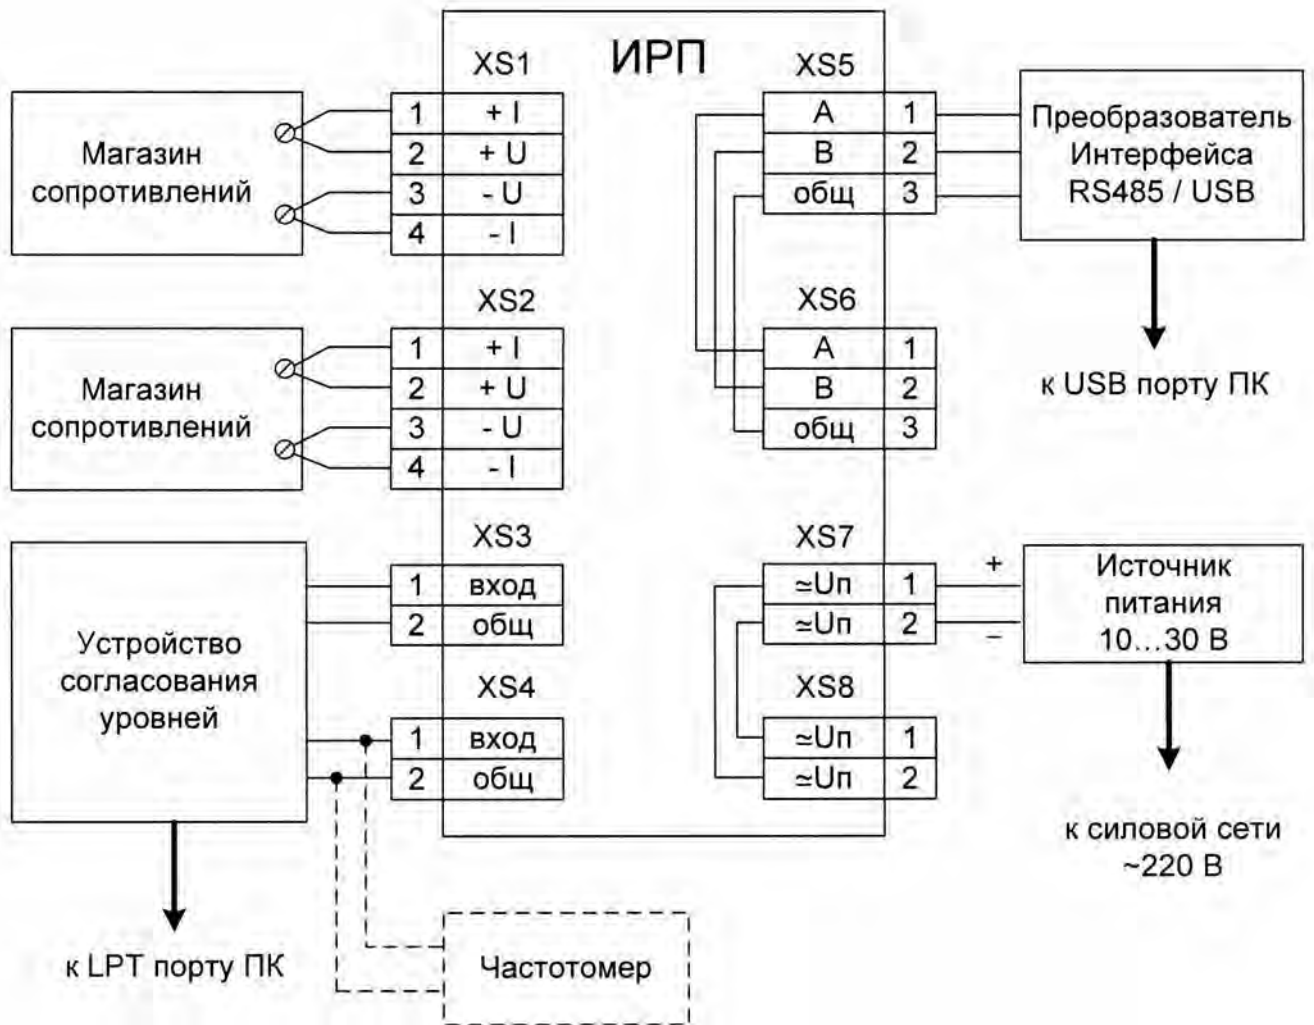 ИРП
XS1
1 + I
2 + U
3 - U
4 - I
Магазин
сопротивлений
XS2
1 + I
2 + U
3 - U
4 - I
Магазин
сопротивлений
XS3
1 вход
2 общ
XS4
1 вход
2 общ
Устройство
согласования
уровней
к LPT порту ПК
Частотомер
XS5
A 1
B 2
общ 3
Преобразователь
Интерфейса
RS485 / USB
к USB порту ПК
XS6
A 1
B 2
общ 3
XS7
≃Uп 1
≃Uп 2
+
–
Источник
питания
10...30 В
XS8
≃Uп 1
≃Uп 2
к силовой сети
~220 В